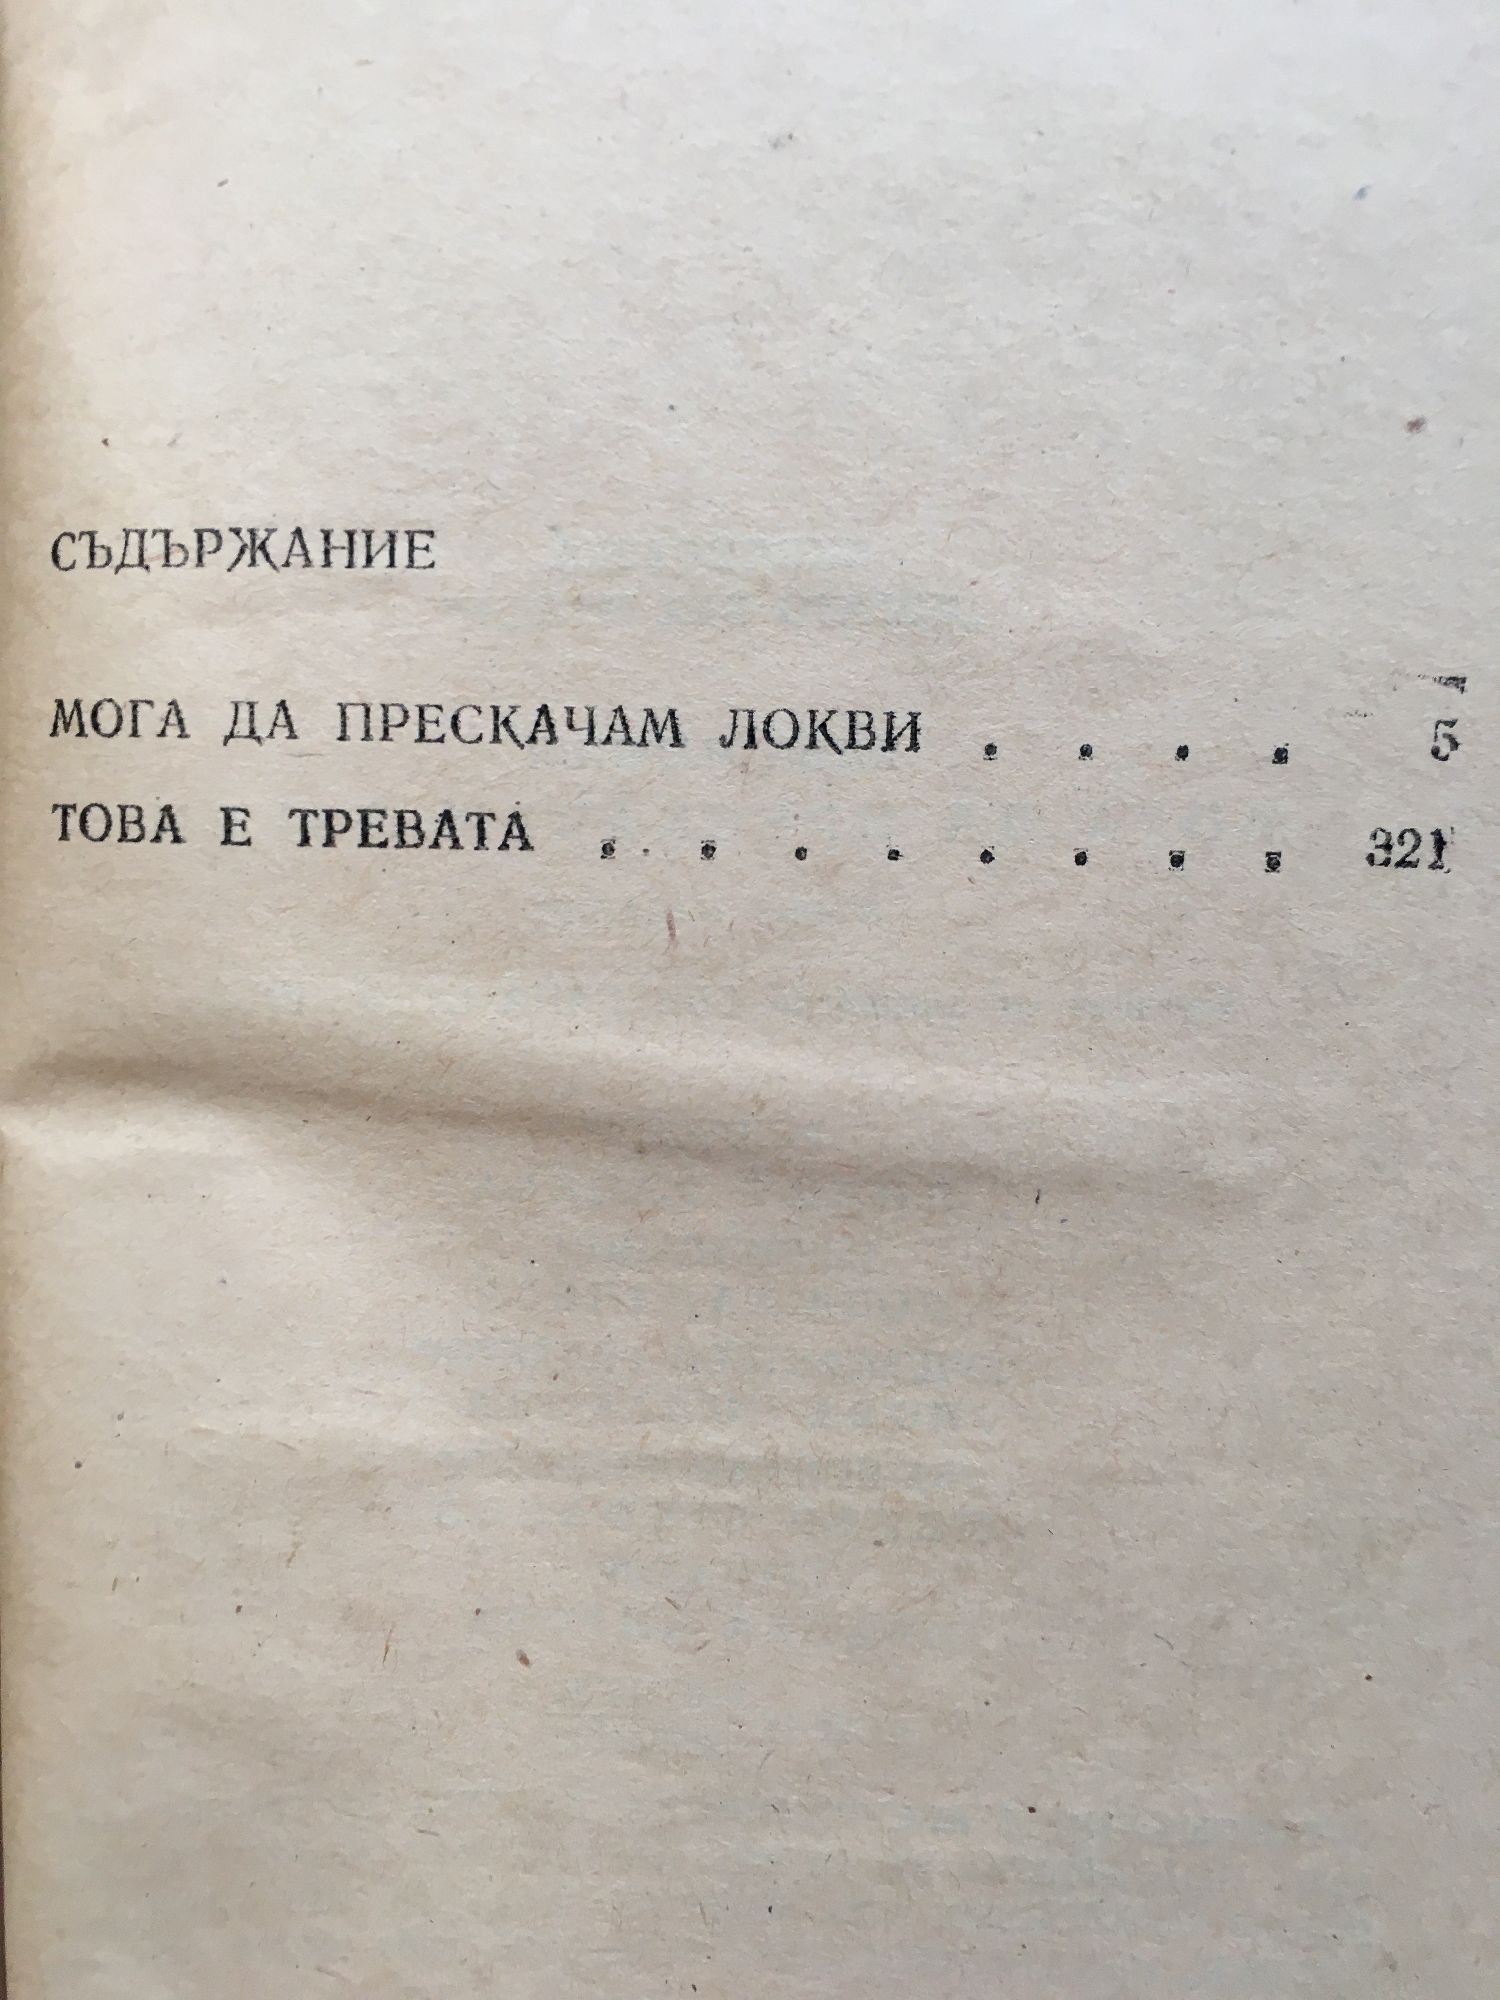 СЪДЪРЖАНИЕ
МОГА ДА ПРЕСКАЧАМ ЛОКВИ . . . . 5
ТОВА Е ТРЕВАТА . . . . . . . . 321